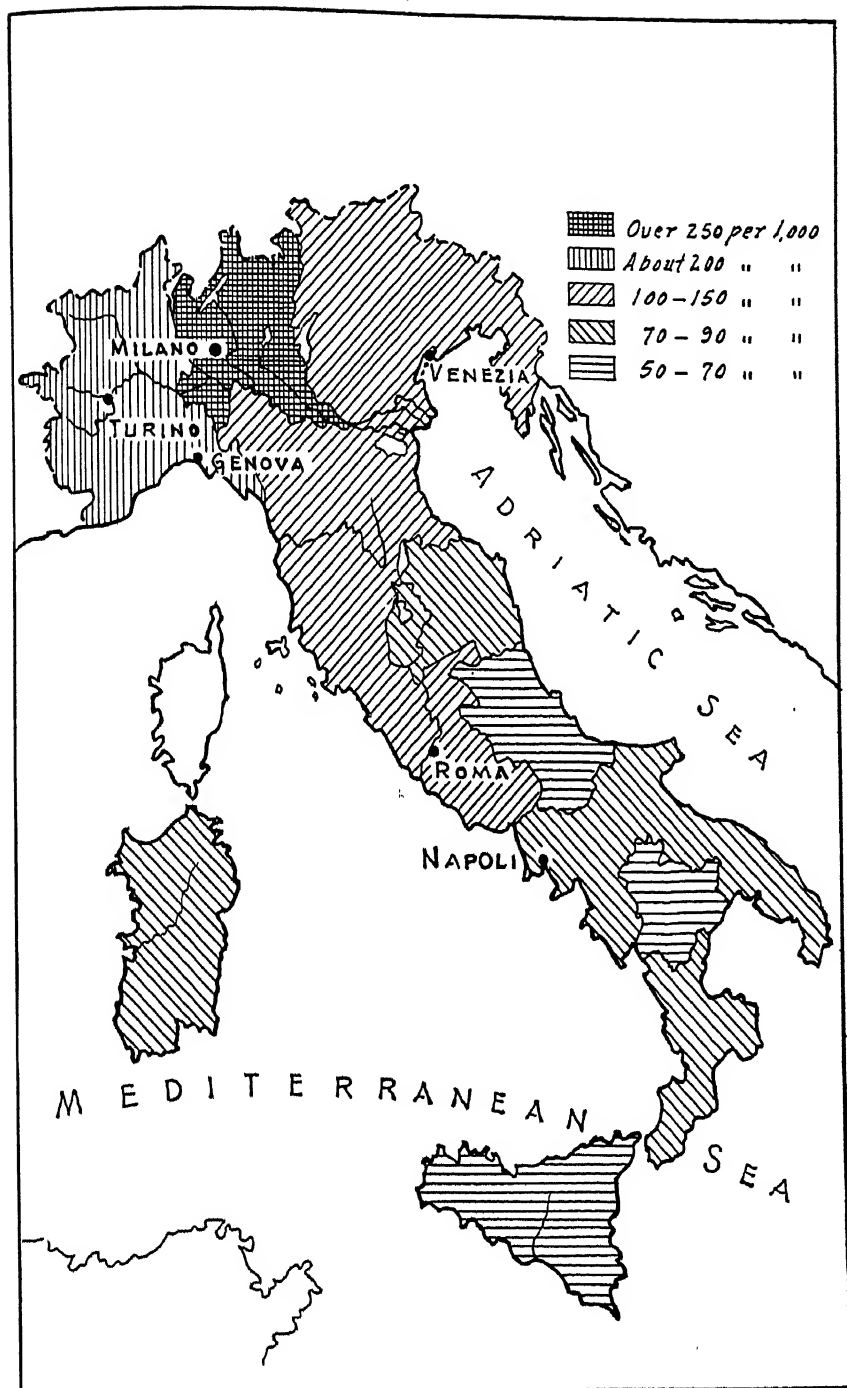 Over 250 per 1,000
About 200 " "
100-150 " "
70-90 " "
50-70 " "
MILANO
VENEZIA
TURINO
GENOVA
ADRIATIC SEA
ROMA
NAPOLI
MEDITERRANEAN SEA